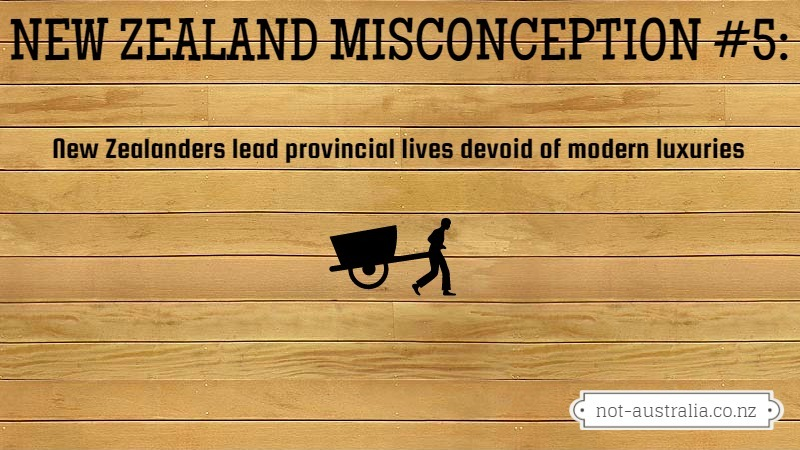 NEW ZEALAND MISCONCEPTION #5:
New Zealanders lead provincial lives devoid of modern luxuries
not-australia.co.nz